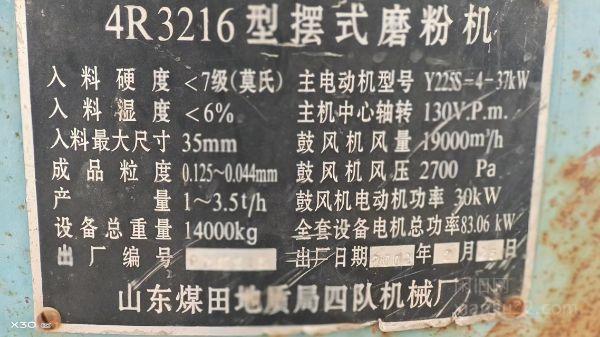 4R3216型摆式磨粉机
入料硬度 <7级(莫氏) 主电动机型号 Y225S-4-37kW
入料湿度 <6% 主机中心轴转 130V.P.m.
入料最大尺寸 35mm 鼓风机风量 19000m³/h
成品粒度 0.125~0.044mm 鼓风机风压 2700 Pa
产量 1~3.5t/h 鼓风机电动机功率 30kW
设备总重量 14000kg 全套设备电机总功率83.06 kW
出厂编号 出厂日期 年 月 日
山东煤田地质局四队机械厂
X30